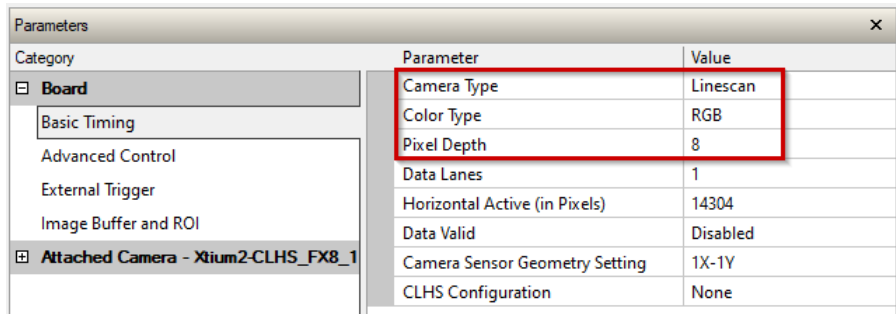 Parameters ×
Category Parameter Value
Board Camera Type Linescan
Basic Timing Color Type RGB
Pixel Depth 8
Advanced Control Data Lanes 1
External Trigger Horizontal Active (in Pixels) 14304
Image Buffer and ROI Data Valid Disabled
Attached Camera - Xtium2-CLHS_FX8_1 Camera Sensor Geometry Setting 1X-1Y
CLHS Configuration None